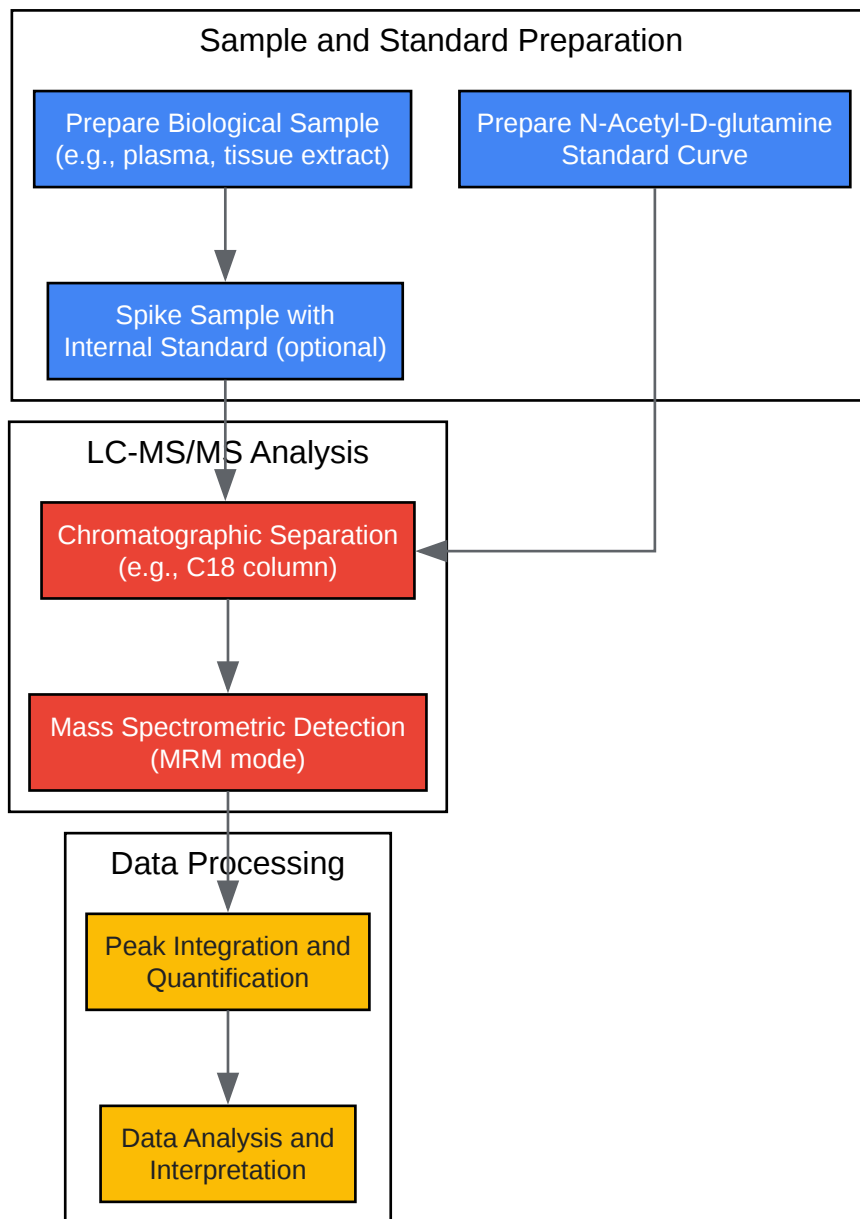 Sample and Standard Preparation
Prepare Biological Sample
(e.g., plasma, tissue extract)
Prepare N-Acetyl-D-glutamine
Standard Curve
Spike Sample with
Internal Standard (optional)
LC-MS/MS Analysis
Chromatographic Separation
(e.g., C18 column)
Mass Spectrometric Detection
(MRM mode)
Data Processing
Peak Integration and
Quantification
Data Analysis and
Interpretation